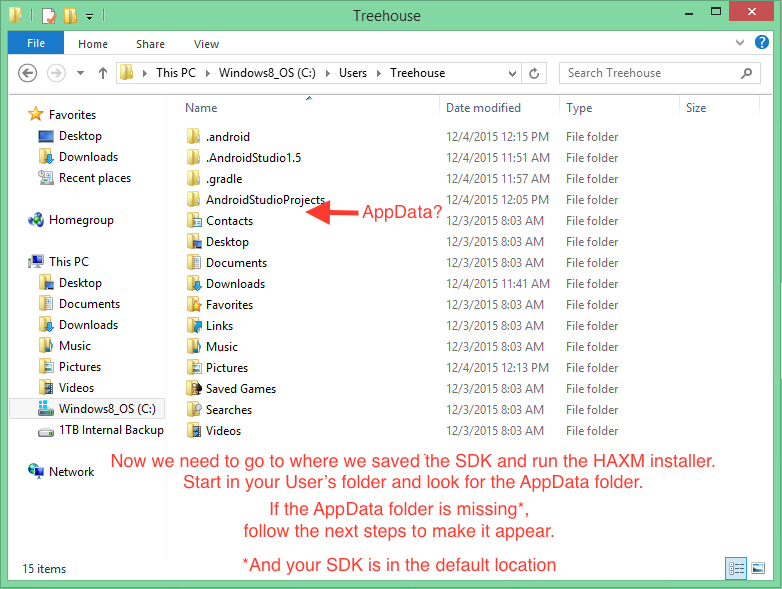 Treehouse
File Home Share View
This PC Windows8_OS (C:) Users Treehouse
Search Treehouse
Name Date modified Type Size
Favorites
Desktop
Downloads
Recent places
Homegroup
This PC
Desktop
Documents
Downloads
Music
Pictures
Videos
Windows8_OS (C:)
1TB Internal Backup
Network
.android 12/4/2015 12:15 PM File folder
.AndroidStudio1.5 12/4/2015 11:51 AM File folder
.gradle 12/4/2015 11:57 AM File folder
AndroidStudioProjects 12/4/2015 12:05 PM File folder
AppData?
Contacts 12/3/2015 8:03 AM File folder
Desktop 12/3/2015 8:03 AM File folder
Documents 12/3/2015 8:03 AM File folder
Downloads 12/4/2015 11:41 AM File folder
Favorites 12/3/2015 8:03 AM File folder
Links 12/3/2015 8:03 AM File folder
Music 12/3/2015 8:03 AM File folder
Pictures 12/4/2015 12:13 PM File folder
Saved Games 12/3/2015 8:03 AM File folder
Searches 12/3/2015 8:03 AM File folder
Videos 12/3/2015 8:03 AM File folder
Now we need to go to where we saved the SDK and run the HAXM installer.
Start in your User's folder and look for the AppData folder.
If the AppData folder is missing*,
follow the next steps to make it appear.
*And your SDK is in the default location
15 items